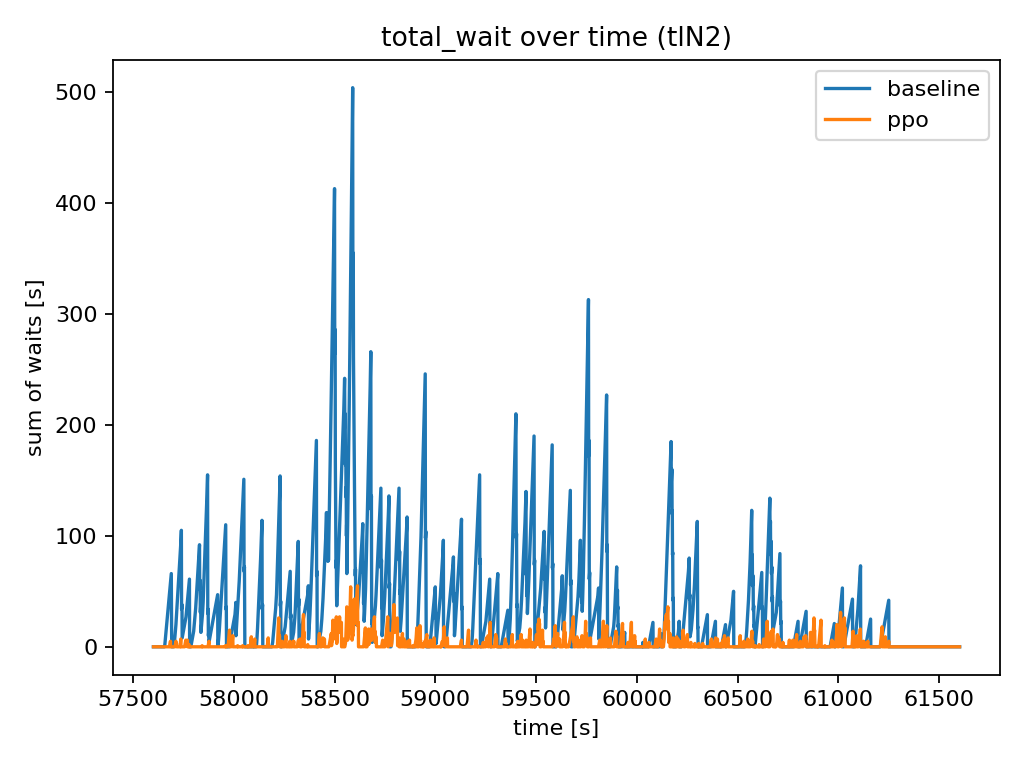 total_wait over time (tlN2)
baseline
ppo
sum of waits [s]
500
400
300
200
100
0
57500 58000 58500 59000 59500 60000 60500 61000 61500
time [s]